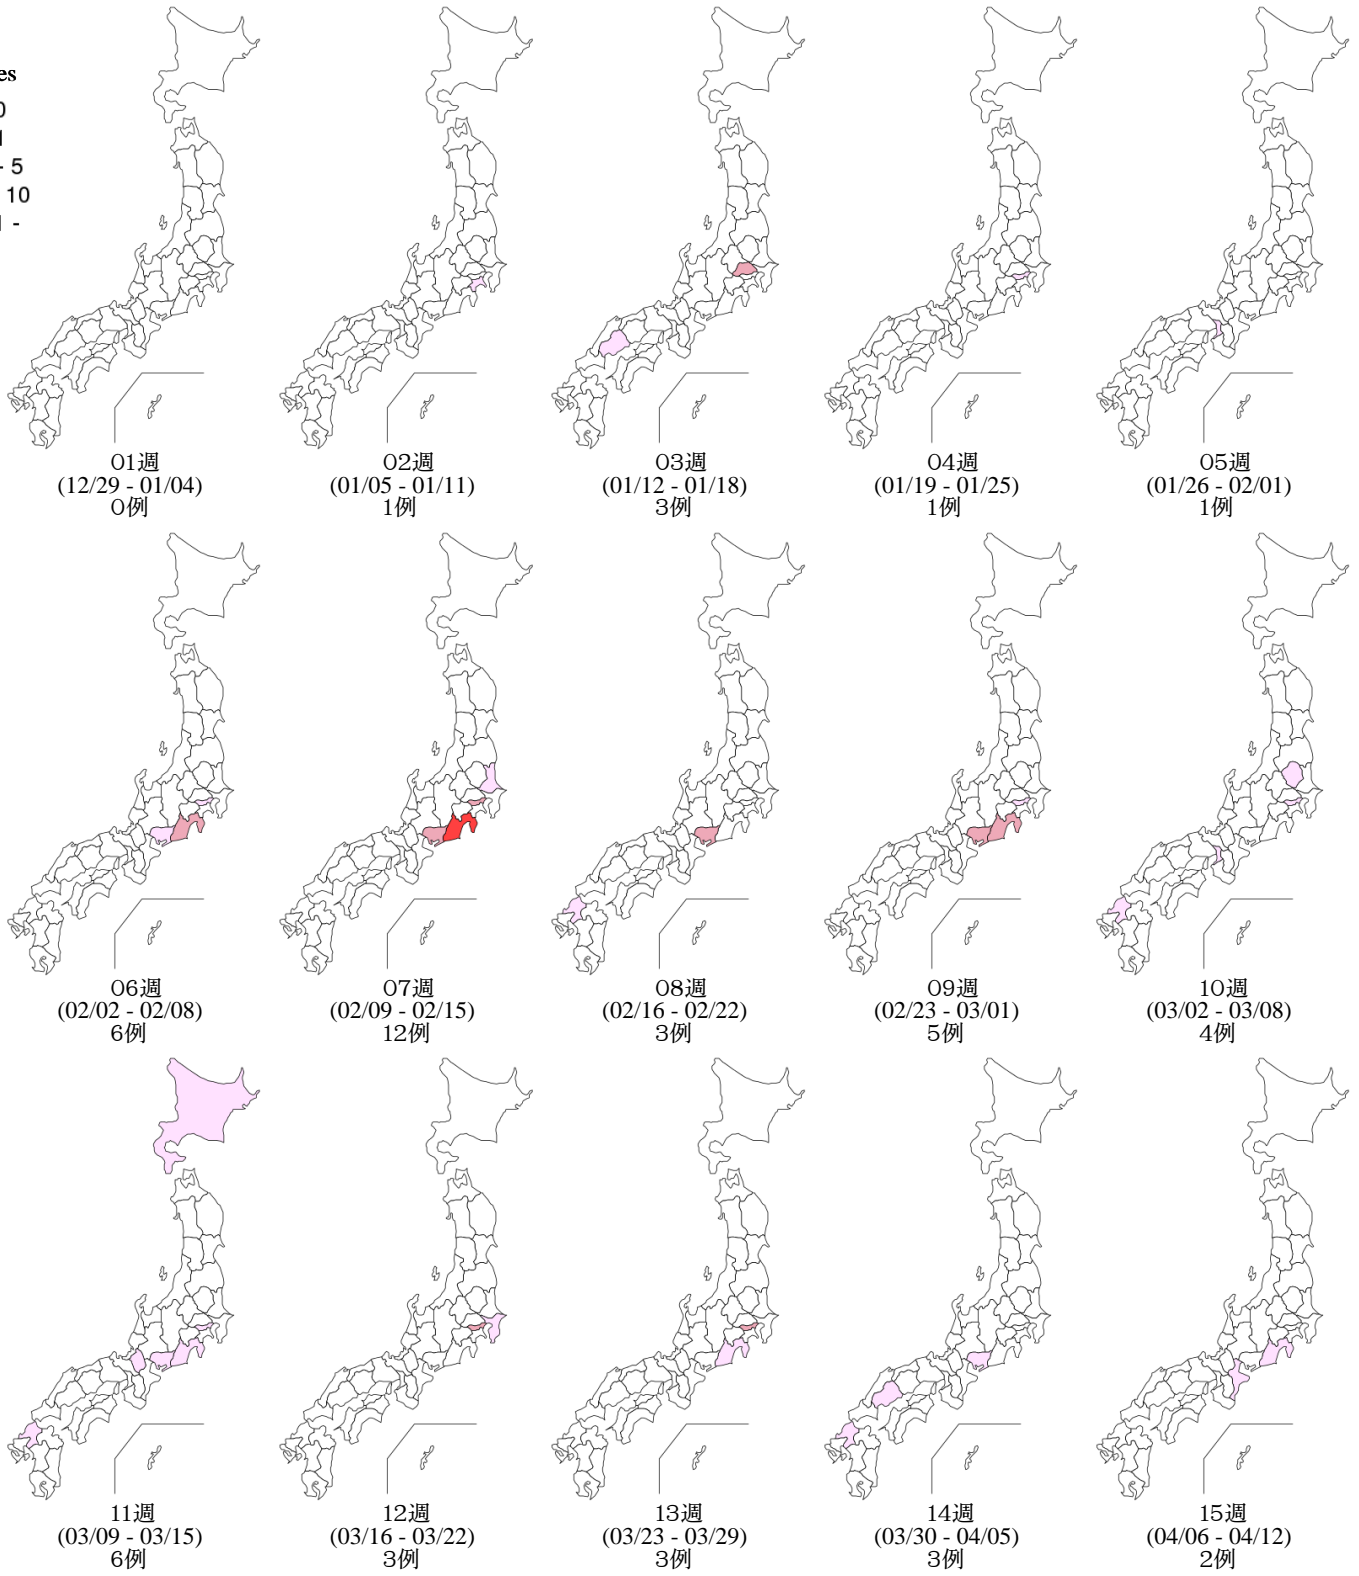 es
0
1
- 5
10
1 -
01週
(12/29 - 01/04)
0例
02週
(01/05 - 01/11)
1例
03週
(01/12 - 01/18)
3例
04週
(01/19 - 01/25)
1例
05週
(01/26 - 02/01)
1例
06週
(02/02 - 02/08)
6例
07週
(02/09 - 02/15)
12例
08週
(02/16 - 02/22)
3例
09週
(02/23 - 03/01)
5例
10週
(03/02 - 03/08)
4例
11週
(03/09 - 03/15)
6例
12週
(03/16 - 03/22)
3例
13週
(03/23 - 03/29)
3例
14週
(03/30 - 04/05)
3例
15週
(04/06 - 04/12)
2例